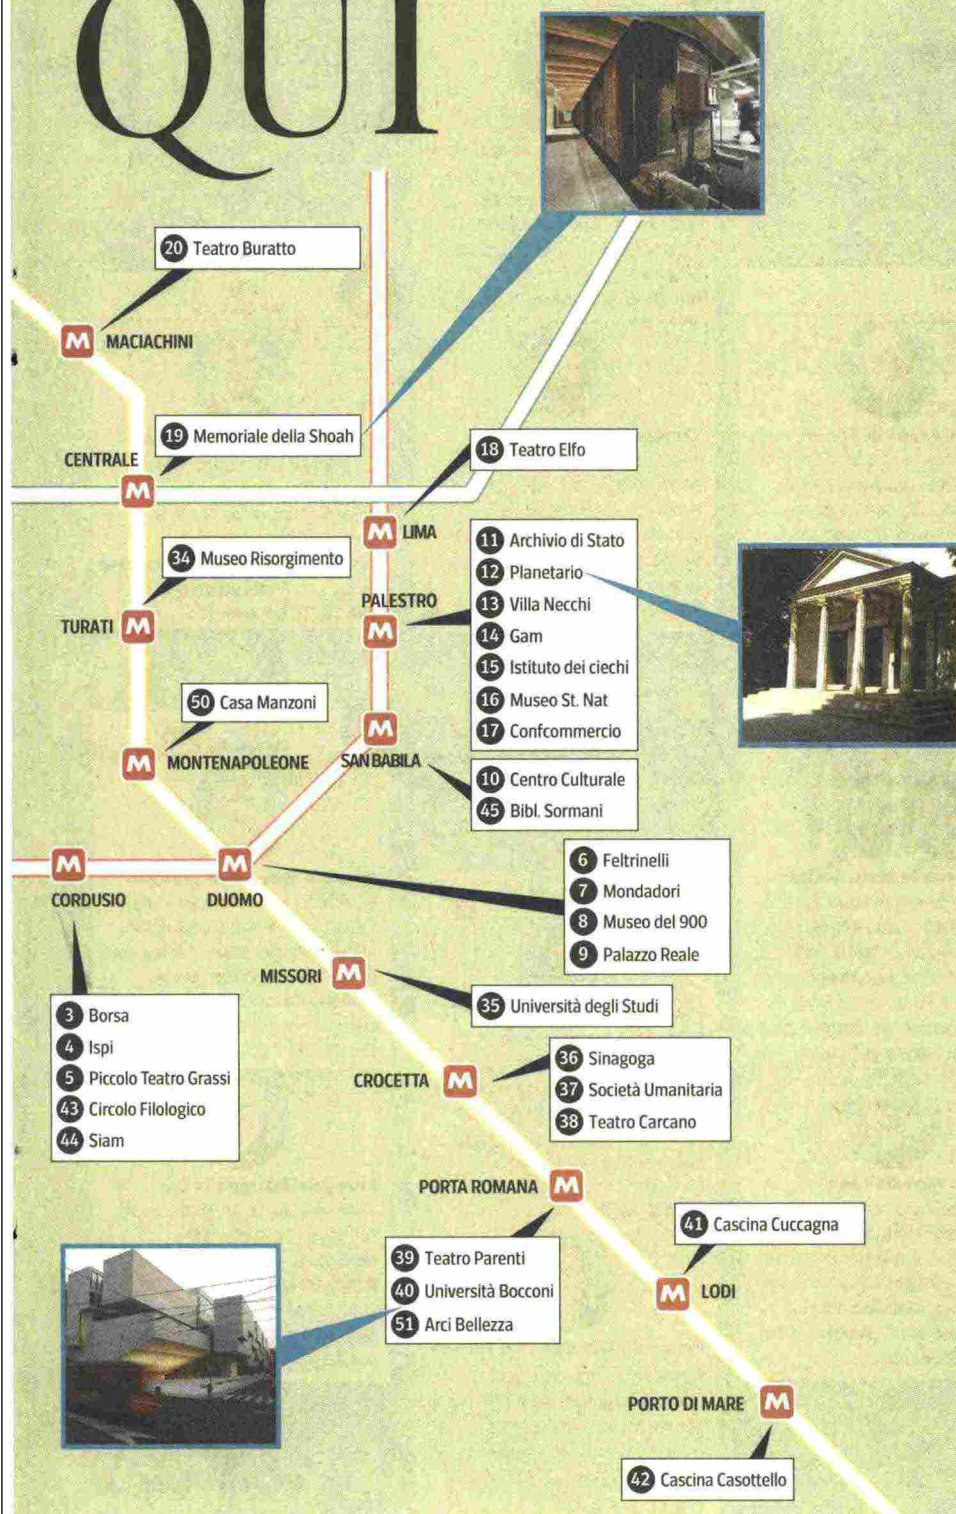 QUI
20 Teatro Buratto
M MACIACHINI
19 Memoriale della Shoah
CENTRALE
M
18 Teatro Elfo
M LIMA
34 Museo Risorgimento
TURATI M
PALESTRO
M
11 Archivio di Stato
12 Planetario
13 Villa Necchi
14 Gam
15 Istituto dei ciechi
16 Museo St. Nat
17 Confcommercio
50 Casa Manzoni
M MONTENAPOLEONE
M
SAN BABILA
10 Centro Culturale
45 Bibl. Sormani
M
CORDUSIO
M
DUOMO
6 Feltrinelli
7 Mondadori
8 Museo del 900
9 Palazzo Reale
MISSORI M
35 Università degli Studi
3 Borsa
4 Ispi
5 Piccolo Teatro Grassi
43 Circolo Filologico
44 Siam
CROCETTA M
36 Sinagoga
37 Società Umanitaria
38 Teatro Carcano
PORTA ROMANA M
39 Teatro Parenti
40 Università Bocconi
51 Arci Bellezza
41 Cascina Cuccagna
M LODI
PORTO DI MARE M
42 Cascina Casottello